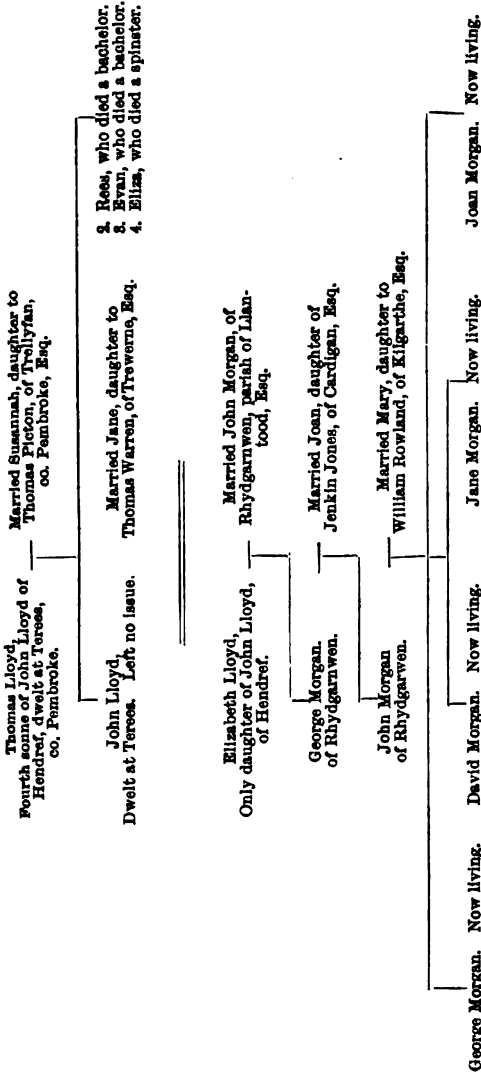 Thomas Lloyd,
Fourth sonne of John Lloyd of
Hendref, dwelt at Terees,
co. Pembroke.
Married Susannah, daughter to
Thomas Picton, of Trellyfan,
co. Pembroke, Esq.
John Lloyd,
Dwelt at Terees. Left no issue.
Married Jane, daughter to
Thomas Warren, of Trewerne, Esq.
2. Rees, who died a bachelor.
3. Evan, who died a bachelor.
4. Eliza, who died a spinster.
Elizabeth Lloyd,
Only daughter of John Lloyd,
of Hendref.
Married John Morgan, of
Rhydgarnwen, parish of Llan-
tood, Esq.
George Morgan.
of Rhydgarnwen.
Married Joan, daughter of
Jenkin Jones, of Cardigan, Esq.
John Morgan
of Rhydgarwen.
Married Mary, daughter to
William Rowland, of Kilgarthe, Esq.
George Morgan. Now living.
David Morgan. Now living.
Jane Morgan. Now living.
Joan Morgan. Now living.